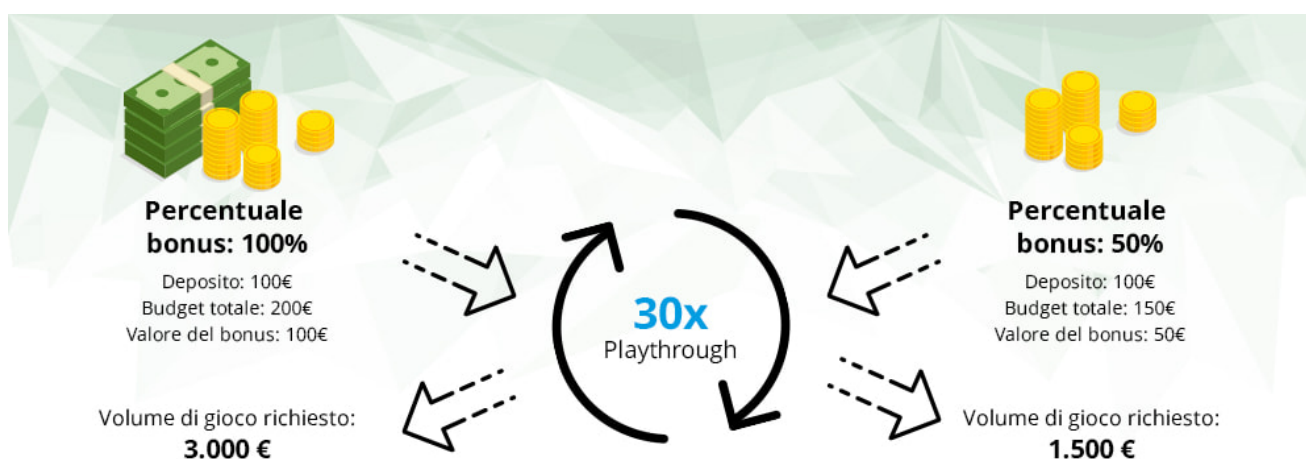 Percentuale
bonus: 100%
Deposito: 100€
Budget totale: 200€
Valore del bonus: 100€
Volume di gioco richiesto:
3.000 €
30x
Playthrough
Percentuale
bonus: 50%
Deposito: 100€
Budget totale: 150€
Valore del bonus: 50€
Volume di gioco richiesto:
1.500 €